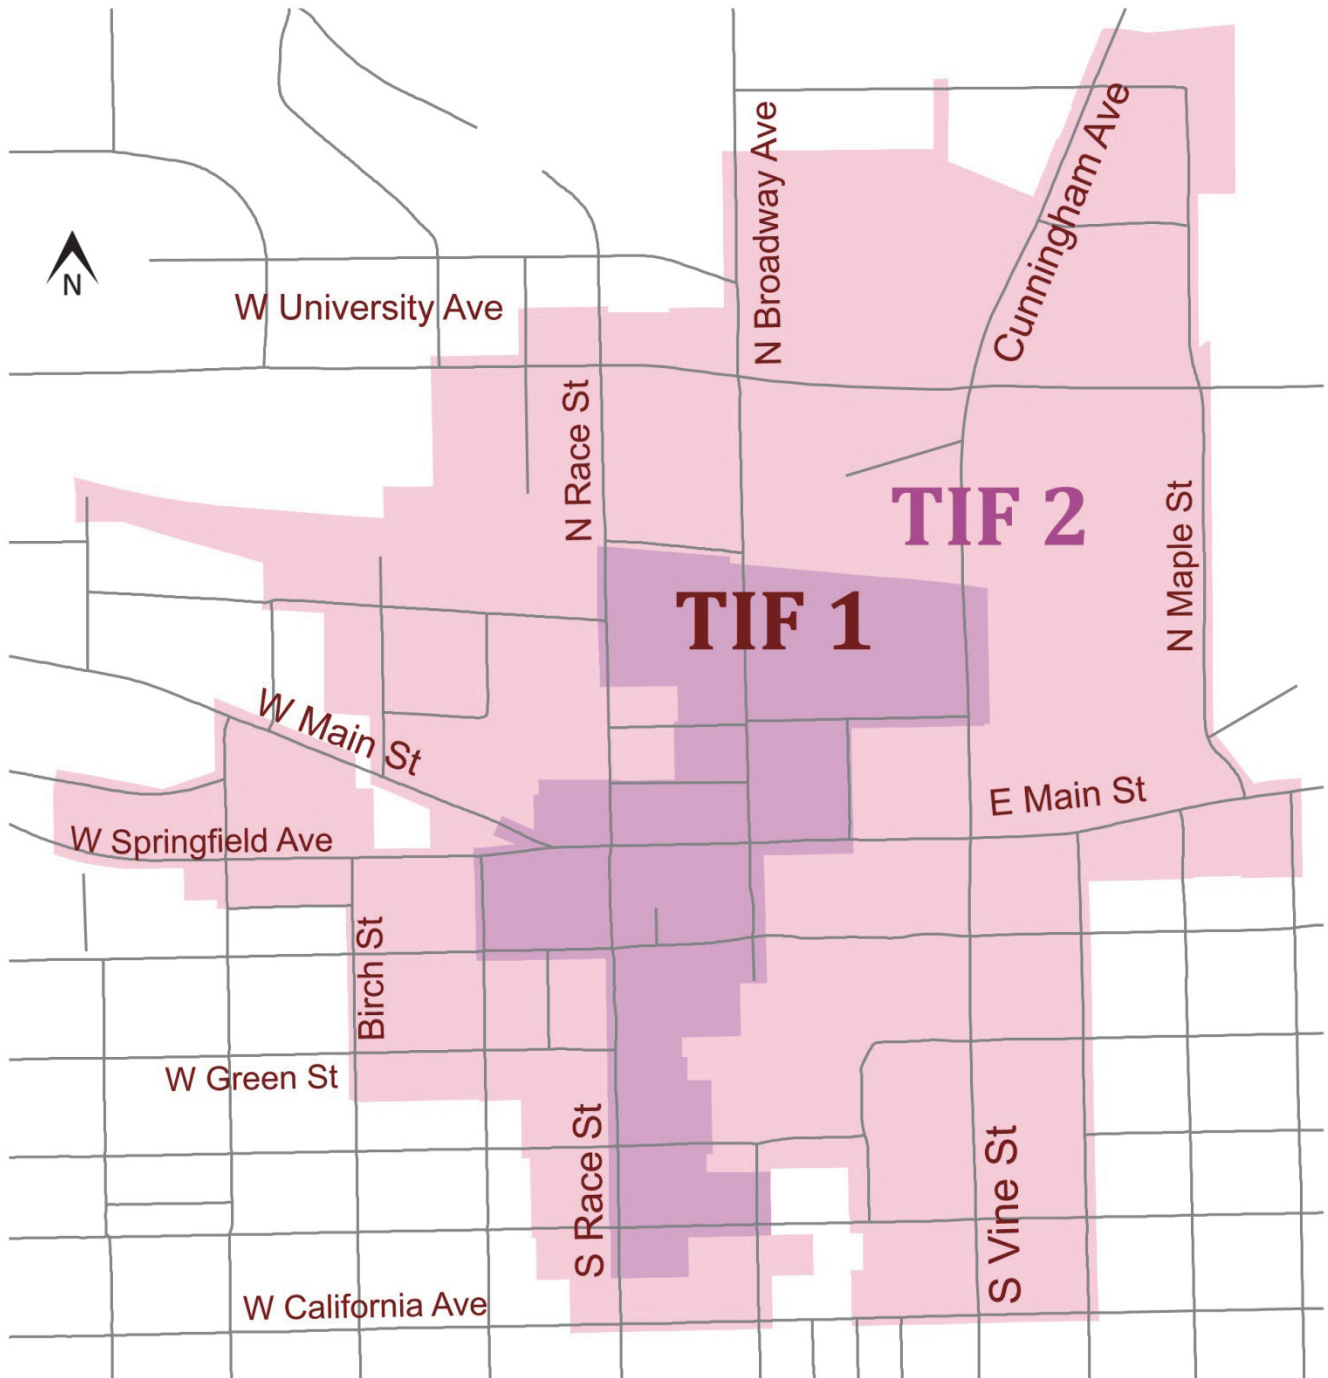 Cunningham Ave
N Broadway Ave
N
W University Ave
N Race St
TIF 2
N Maple St
TIF 1
W Main St
E Main St
W Springfield Ave
Birch St
W Green St
S Race St
S Vine St
W California Ave